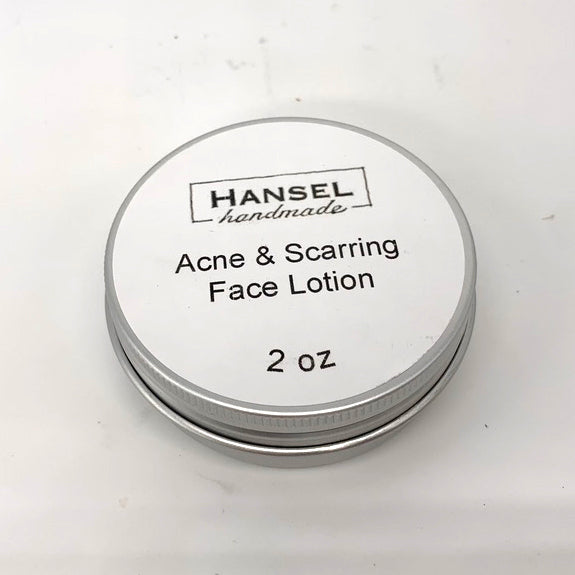 HANSEL
handmade
Acne & Scarring
Face Lotion
2 oz